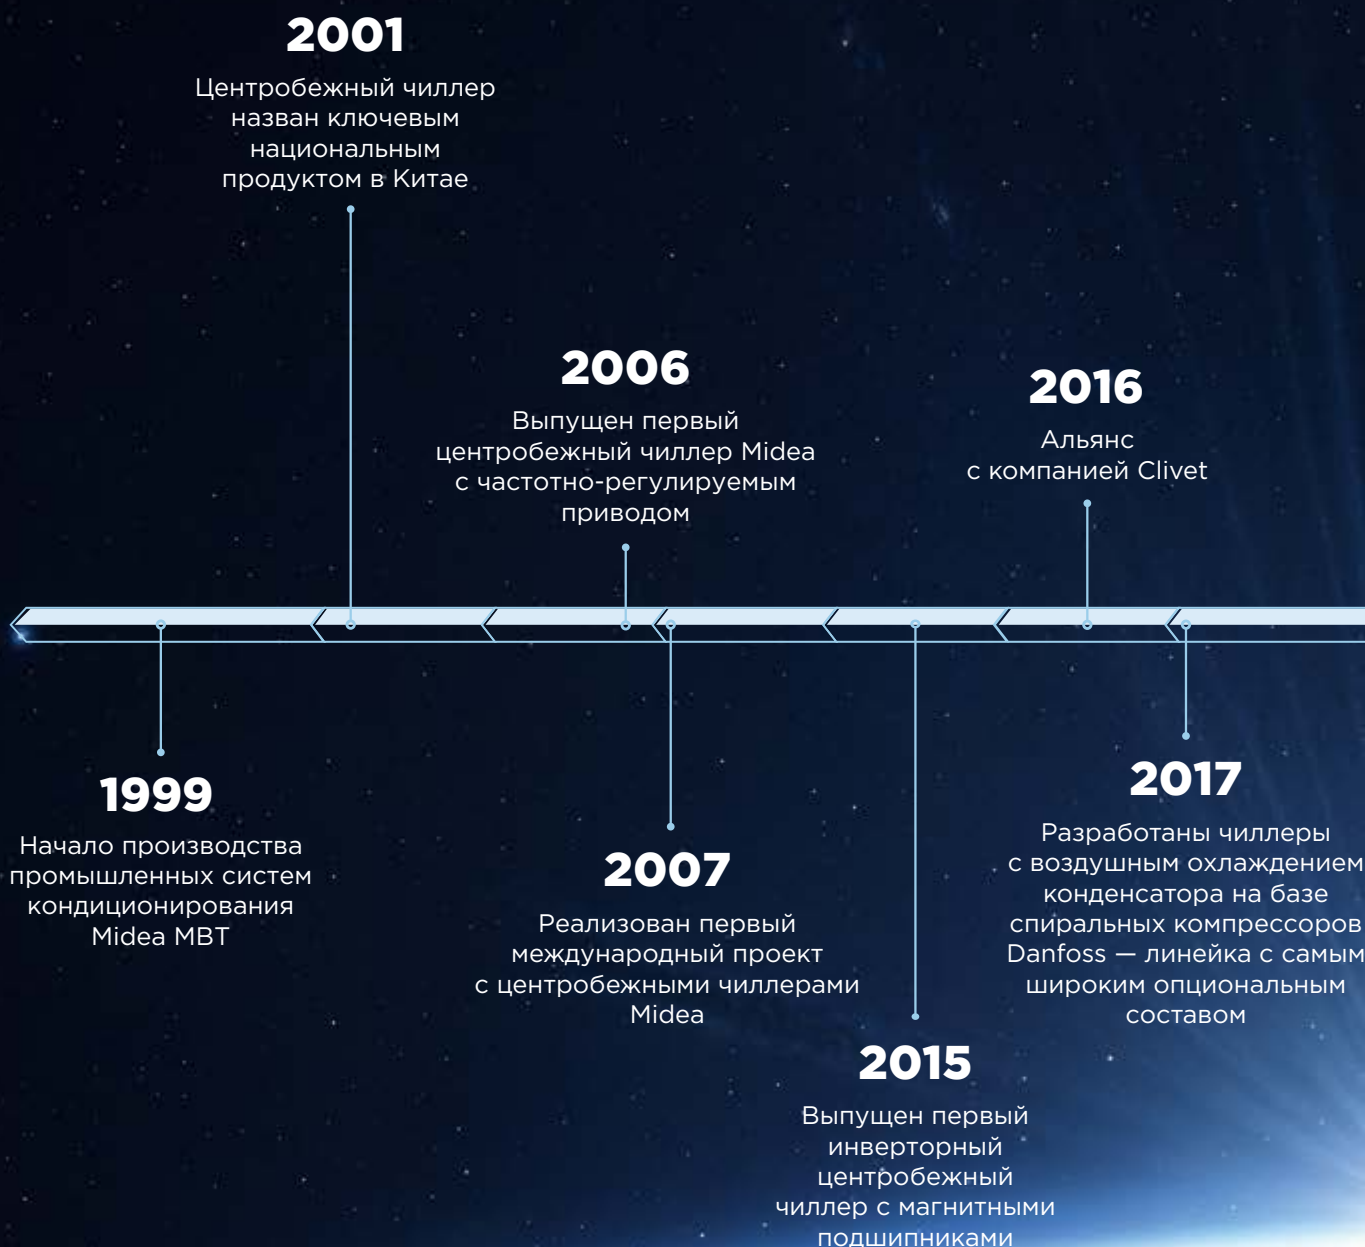 2001
Центробежный чиллер
назван ключевым
национальным
продуктом в Китае
2006
Выпущен первый
центробежный чиллер Midea
с частотно-регулируемым
приводом
2016
Альянс
с компанией Clivet
1999
Начало производства
промышленных систем
кондиционирования
Midea MBT
2007
Реализован первый
международный проект
с центробежными чиллерами
Midea
2015
Выпущен первый
инверторный
центробежный
чиллер с магнитными
подшипниками
2017
Разработаны чиллеры
с воздушным охлаждением
конденсатора на базе
спиральных компрессоров
Danfoss — линейка с самым
широким опциональным
составом